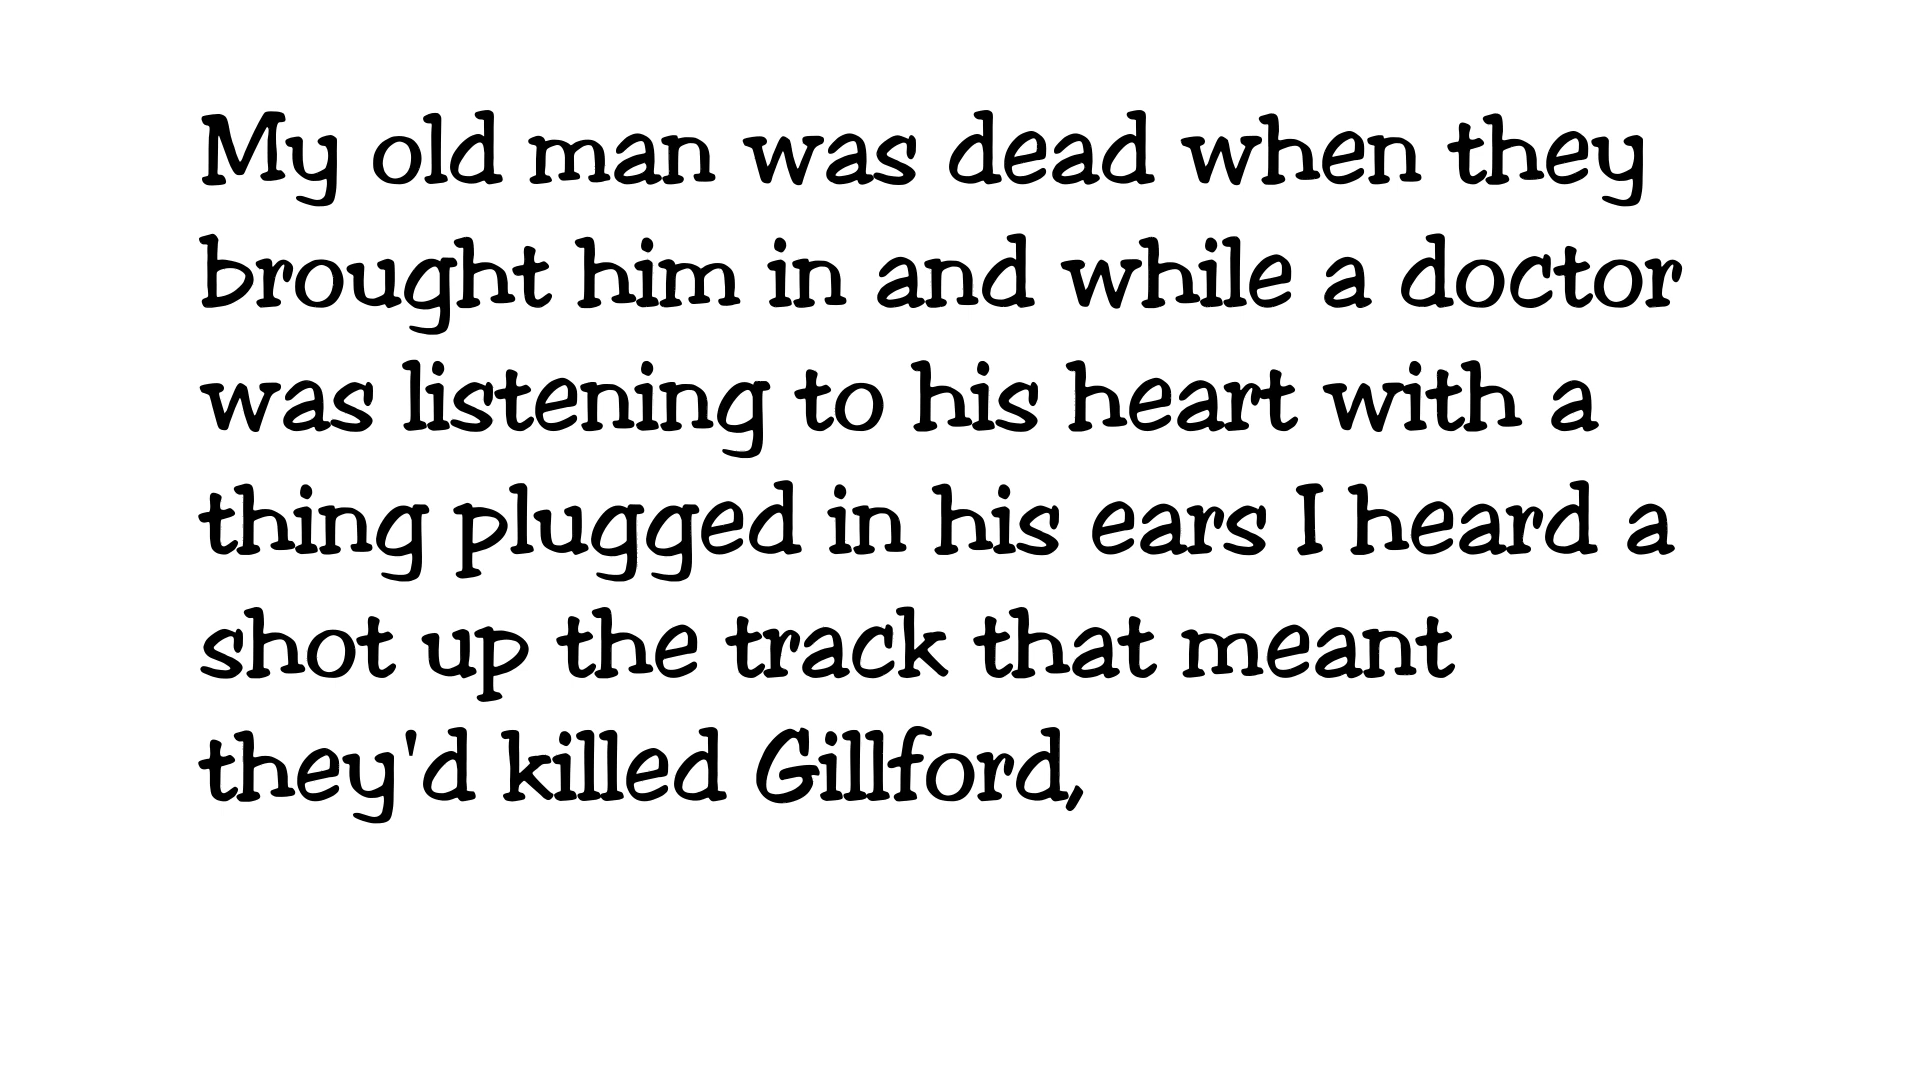 My old man was dead when they
brought him in and while a doctor
was listening to his heart with a
thing plugged in his ears I heard a
shot up the track that meant
they'd killed Gillford,